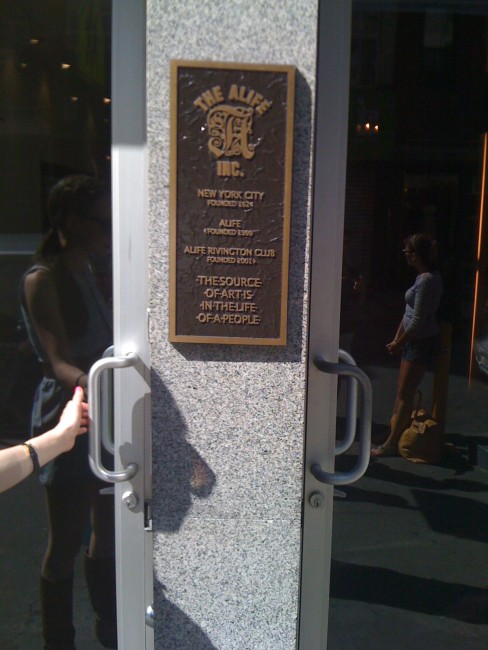 THE ALIFE
A
INC.
NEW YORK CITY
FOUNDED 1624
ALIFE
•FOUNDED 1999•
ALIFE RIVINGTON CLUB
FOUNDED 2001•
•THE SOURCE•
•OF ART IS•
•IN THE LIFE•
•OF A PEOPLE•